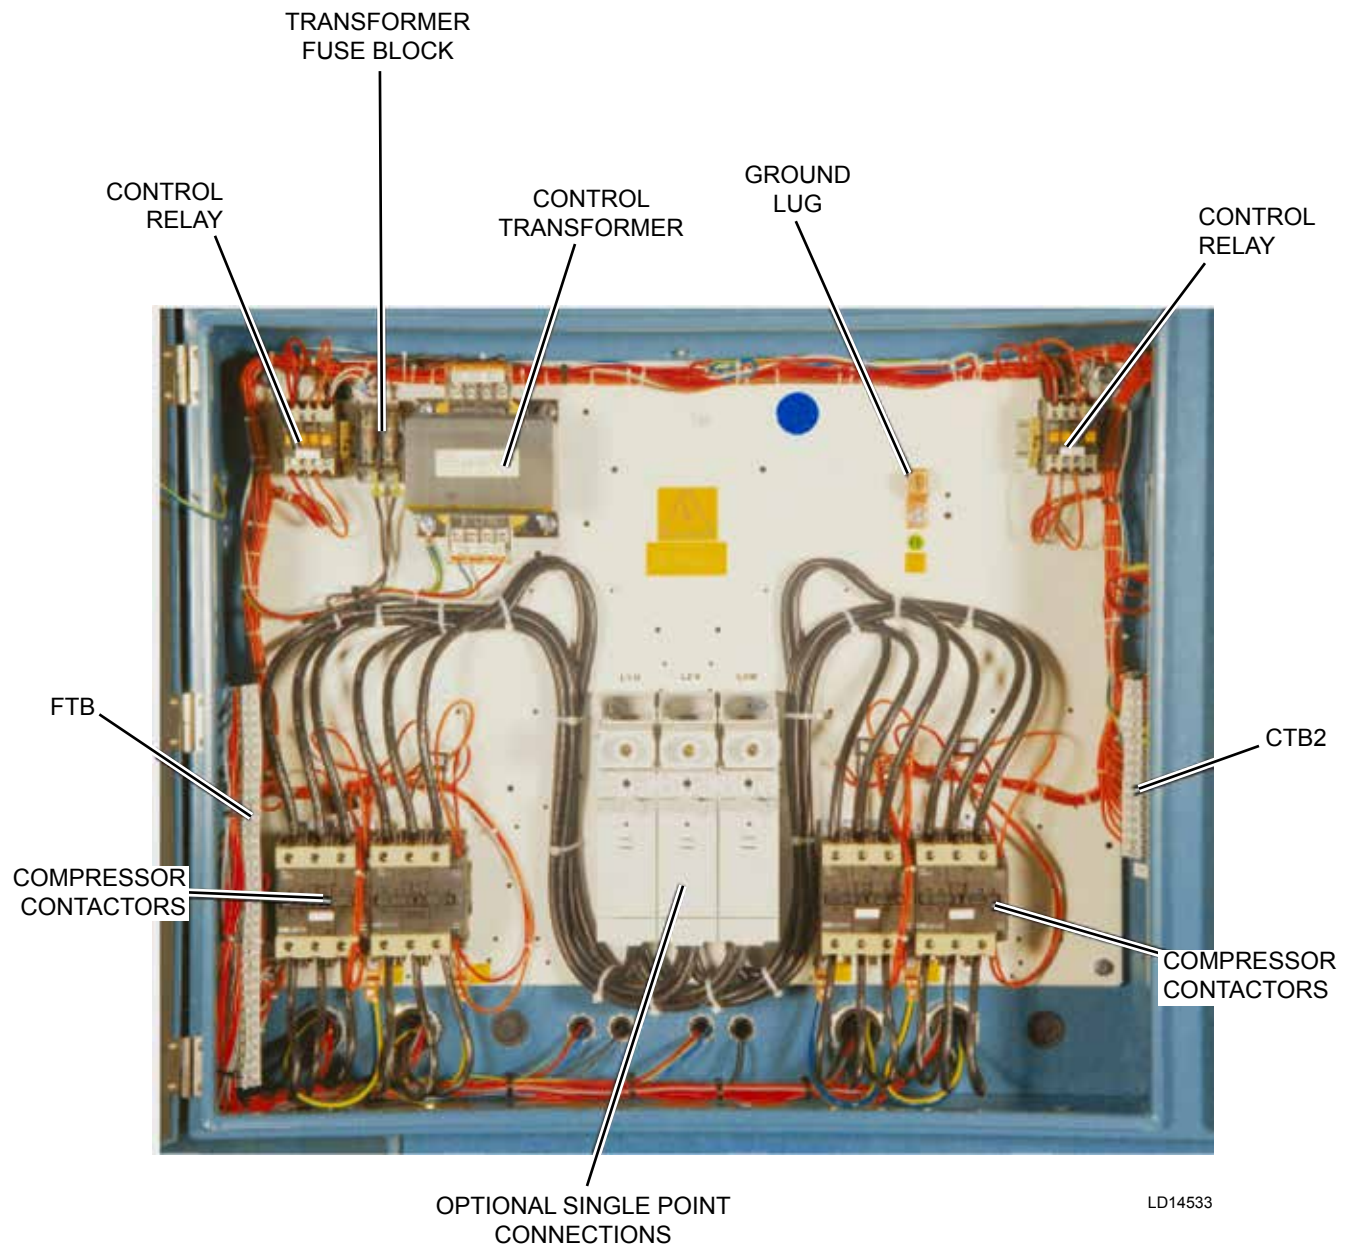 TRANSFORMER
FUSE BLOCK
CONTROL
RELAY
CONTROL
TRANSFORMER
GROUND
LUG
CONTROL
RELAY
FTB
CTB2
COMPRESSOR
CONTACTORS
COMPRESSOR
CONTACTORS
OPTIONAL SINGLE POINT
CONNECTIONS
LD14533